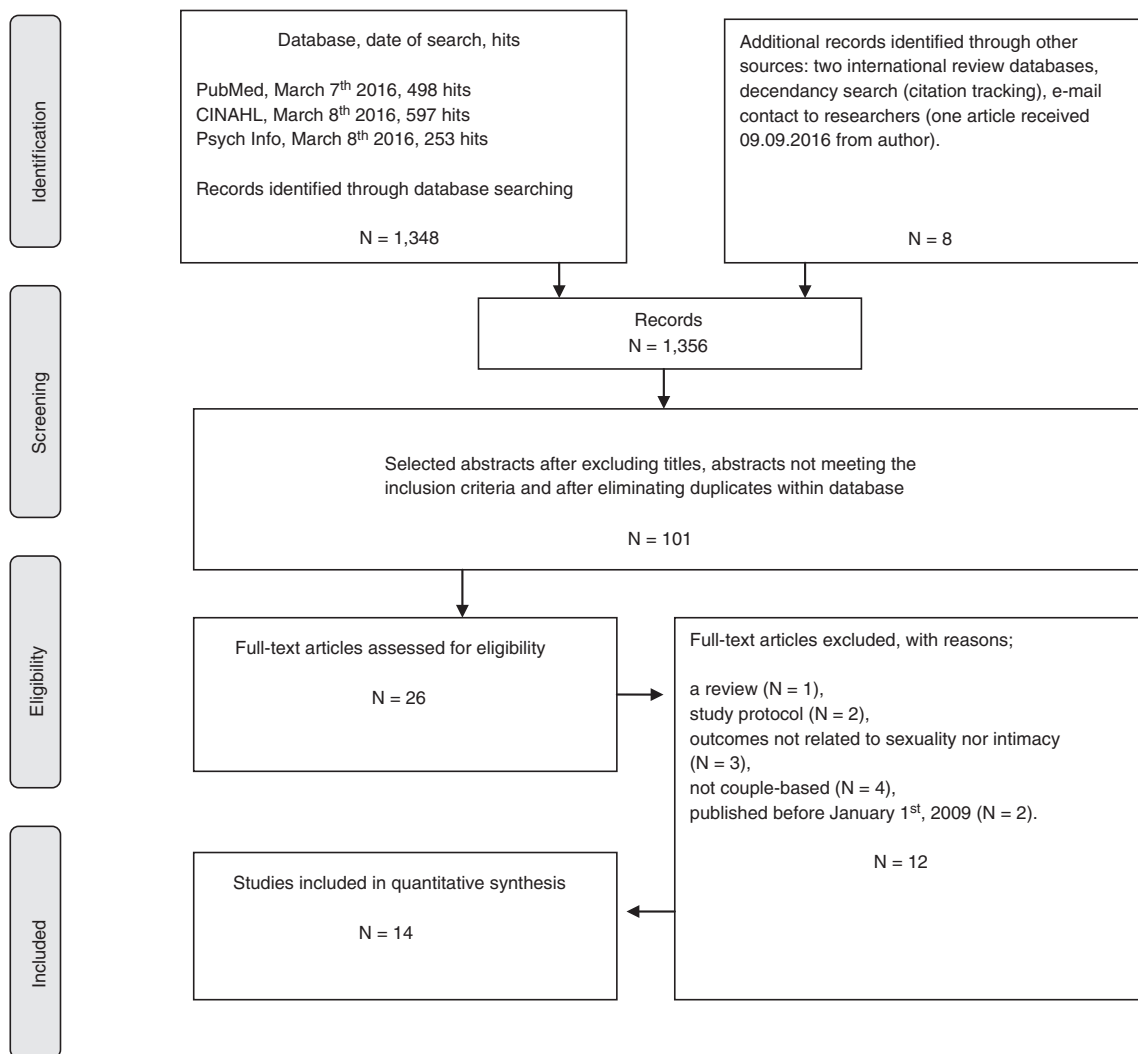 Identification
Database, date of search, hits
PubMed, March 7th 2016, 498 hits
CINAHL, March 8th 2016, 597 hits
Psych Info, March 8th 2016, 253 hits
Records identified through database searching
N = 1,348
Additional records identified through other
sources: two international review databases,
decendancy search (citation tracking), e-mail
contact to researchers (one article received
09.09.2016 from author).
N = 8
Screening
Records
N = 1,356
Selected abstracts after excluding titles, abstracts not meeting the
inclusion criteria and after eliminating duplicates within database
N = 101
Eligibility
Full-text articles assessed for eligibility
N = 26
Full-text articles excluded, with reasons;
a review (N = 1),
study protocol (N = 2),
outcomes not related to sexuality nor intimacy
(N = 3),
not couple-based (N = 4),
published before January 1st, 2009 (N = 2).
N = 12
Included
Studies included in quantitative synthesis
N = 14